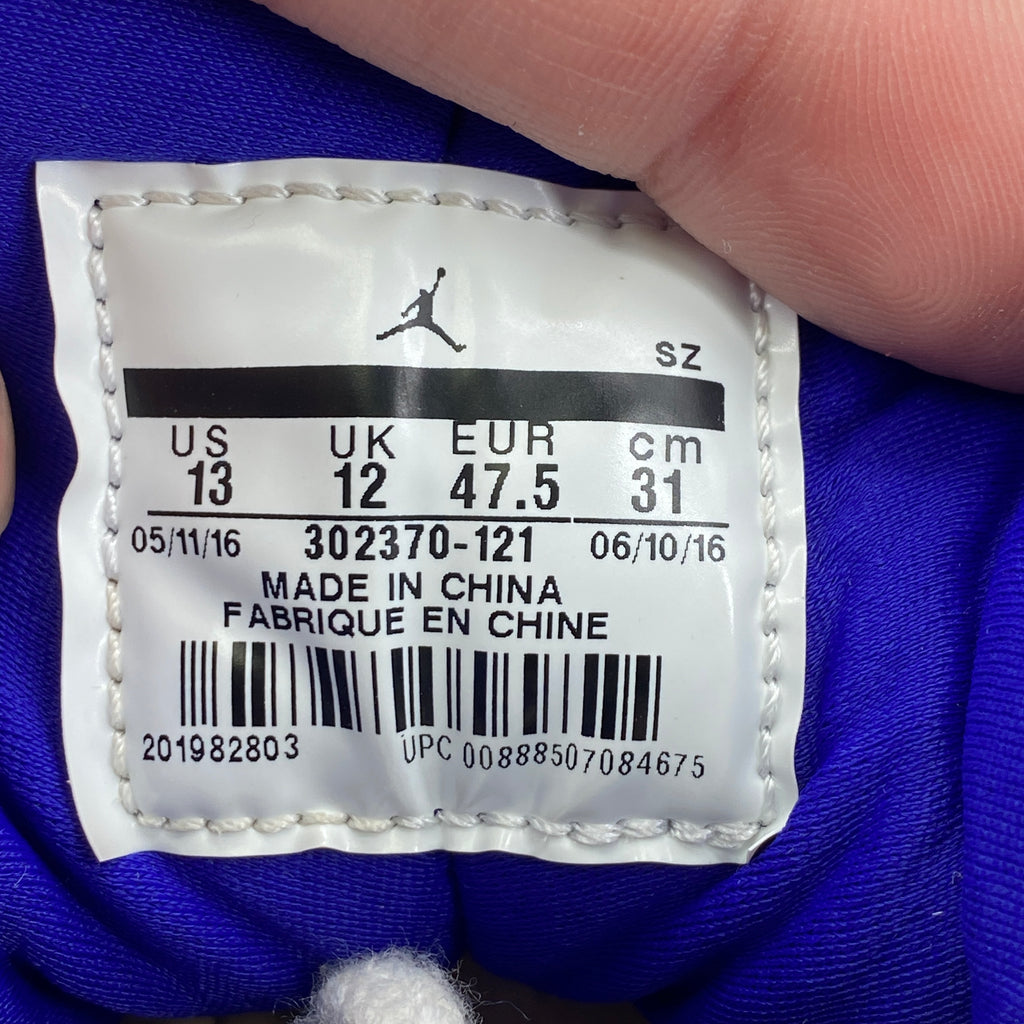 SZ
US UK EUR cm
13 12 47.5 31
05/11/16 302370-121 06/10/16
MADE IN CHINA
FABRIQUE EN CHINE
201982803 UPC 00888507084675